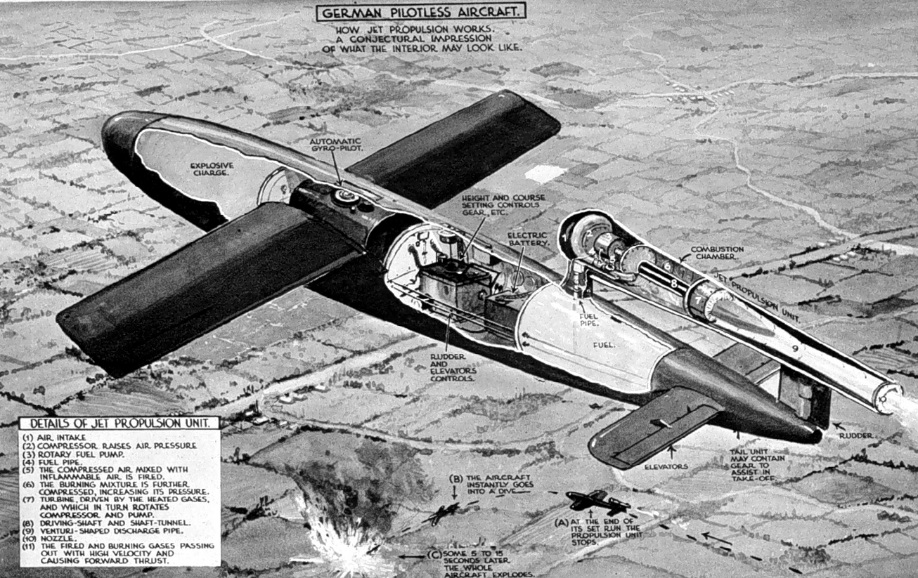 GERMAN PILOTLESS AIRCRAFT.
HOW JET PROPULSION WORKS.
A CONJECTURAL IMPRESSION
OF WHAT THE INTERIOR MAY LOOK LIKE.
AUTOMATIC
GYRO-PILOT.
EXPLOSIVE
CHARGE.
HEIGHT AND COURSE
SETTING CONTROLS
GEAR, ETC.
ELECTRIC
BATTERY.
COMBUSTION
CHAMBER.
JET PROPULSION UNIT.
6
8
9
FUEL
PIPE.
FUEL.
RUDDER
AND
ELEVATORS
CONTROLS.
RUDDER.
ELEVATORS
TAIL UNIT
MAY CONTAIN
GEAR TO
ASSIST IN
TAKE-OFF.
DETAILS OF JET PROPULSION UNIT.
(1) AIR INTAKE
(2) COMPRESSOR RAISES AIR PRESSURE
(3) ROTARY FUEL PUMP.
(4) FUEL PIPE.
(5) THE COMPRESSED AIR MIXED WITH
INFLAMMABLE AIR IS FIRED.
(6) THE BURNING MIXTURE IS FURTHER
COMPRESSED, INCREASING ITS PRESSURE.
(7) TURBINE, DRIVEN BY THE HEATED GASES,
AND WHICH IN TURN ROTATES
COMPRESSOR AND PUMP.
(8) DRIVING-SHAFT AND SHAFT-TUNNEL.
(9) VENTURI-SHAPED DISCHARGE PIPE.
(10) NOZZLE.
(11) THE FIRED AND BURNING GASES PASSING
OUT WITH HIGH VELOCITY AND
CAUSING FORWARD THRUST.
(B) THE AIRCRAFT
INSTANTLY GOES
INTO A DIVE
(A) AT THE END OF
ITS SET RUN THE
PROPULSION UNIT
STOPS.
(C) SOME 5 TO 15
SECONDS LATER
THE WHOLE
AIRCRAFT EXPLODES.